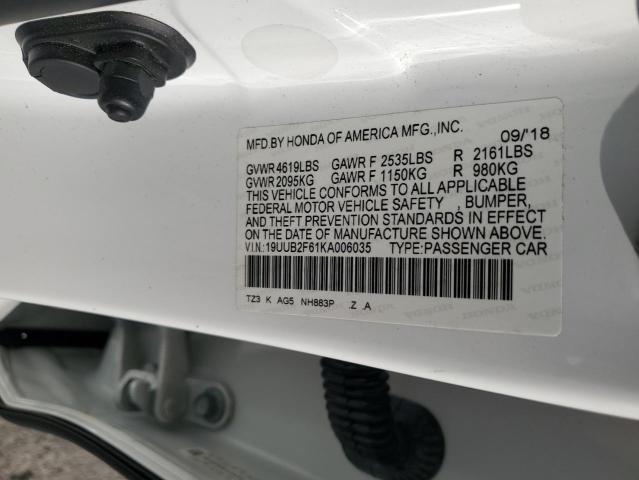 MFD.BY HONDA OF AMERICA MFG.,INC. 09/'18
GVWR 4619LBS GAWR F 2535LBS R 2161LBS
GVWR 2095KG GAWR F 1150KG R 980KG
THIS VEHICLE CONFORMS TO ALL APPLICABLE
FEDERAL MOTOR VEHICLE SAFETY , BUMPER,
AND THEFT PREVENTION STANDARDS IN EFFECT
ON THE DATE OF MANUFACTURE SHOWN ABOVE.
V.I.N.: 19UUB2F61KA006035 TYPE:PASSENGER CAR
TZ3 K AG5 NH883P .Z .A